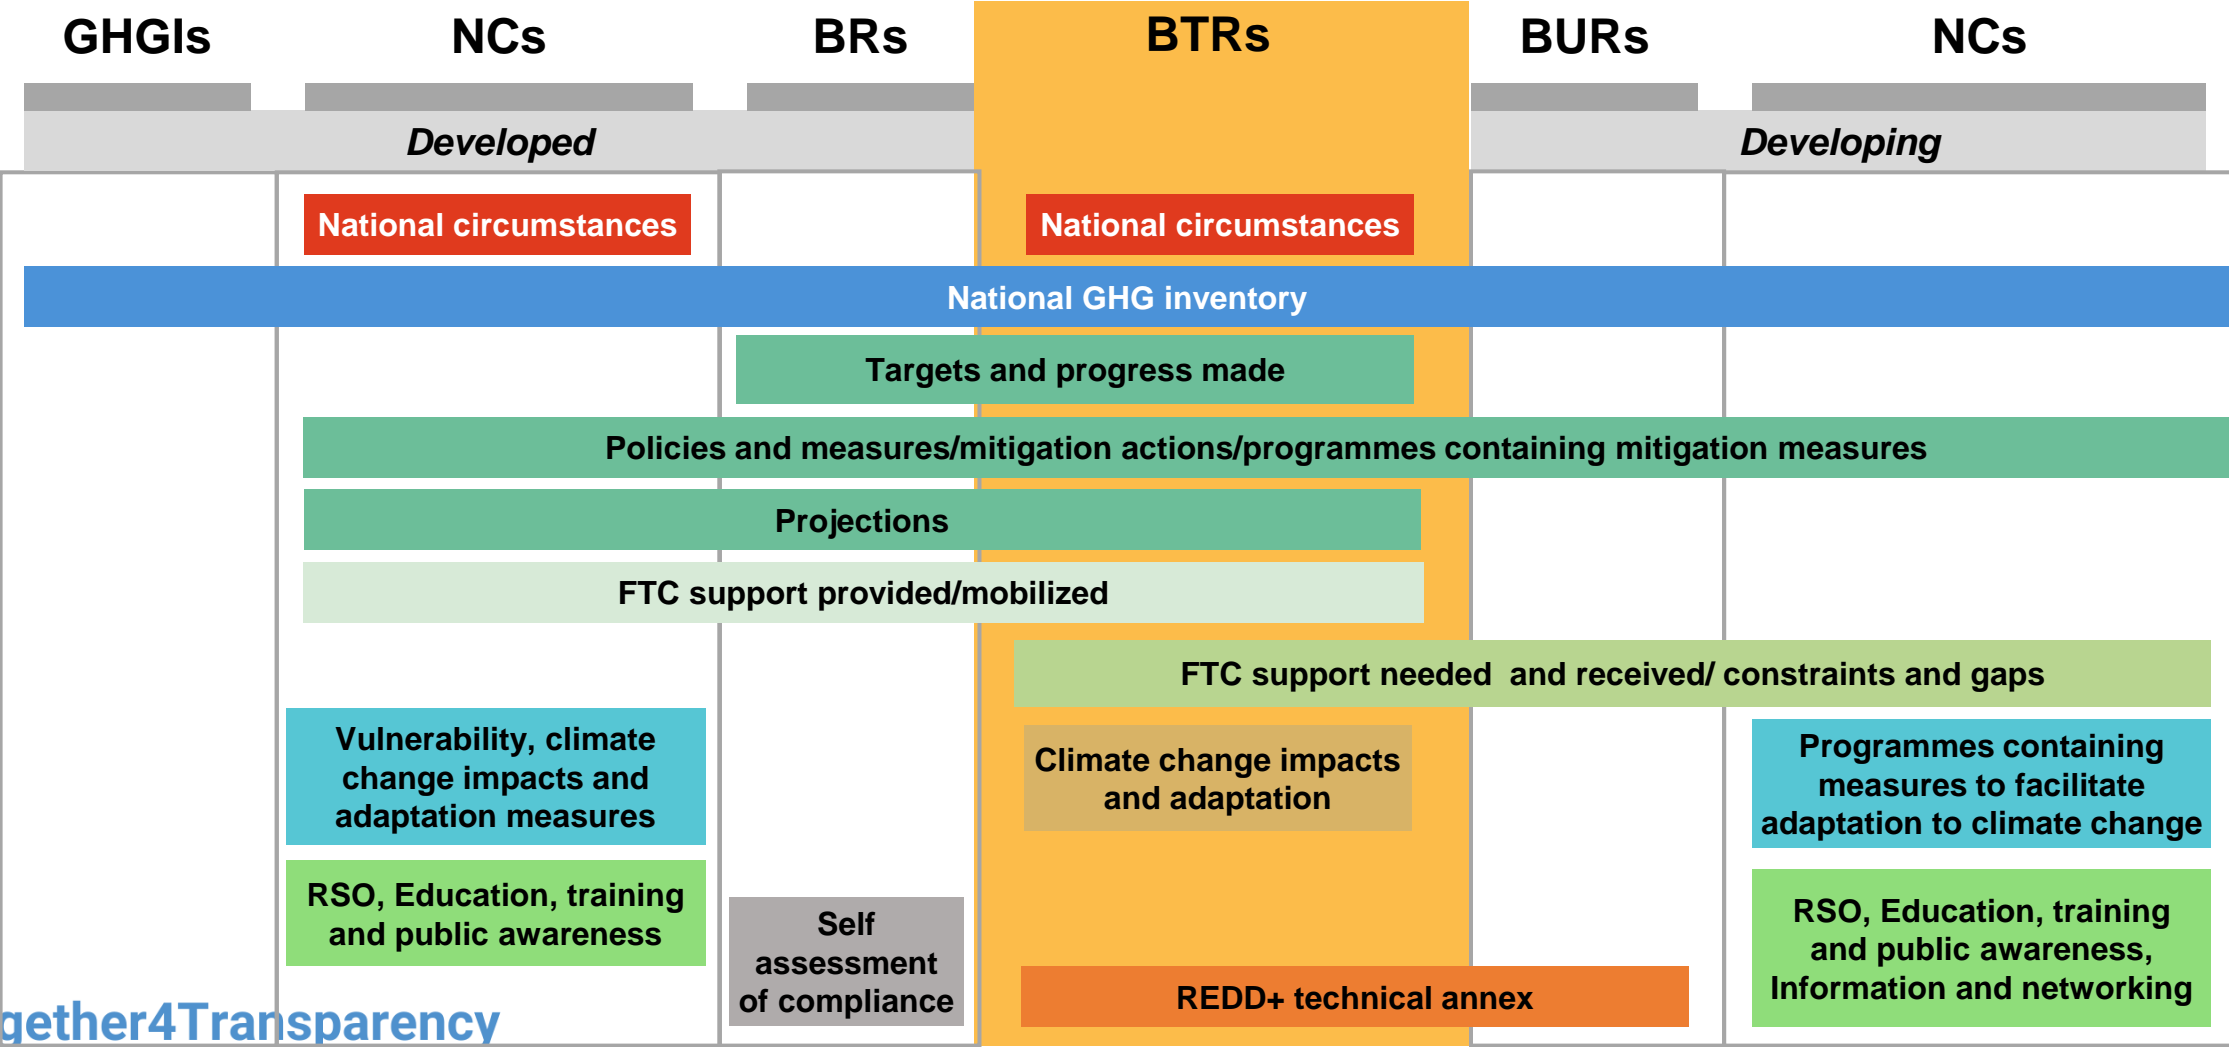 GHGIs
NCs
BRs
BTRs
BURs
NCs
Developed
Developing
National circumstances
National circumstances
National GHG inventory
Targets and progress made
Policies and measures/mitigation actions/programmes containing mitigation measures
Projections
FTC support provided/mobilized
FTC support needed and received/ constraints and gaps
Vulnerability, climate
change impacts and
adaptation measures
Climate change impacts
and adaptation
Programmes containing
measures to facilitate
adaptation to climate change
RSO, Education, training
and public awareness
Self
assessment
of compliance
REDD+ technical annex
RSO, Education, training
and public awareness,
Information and networking
gether4Transparency